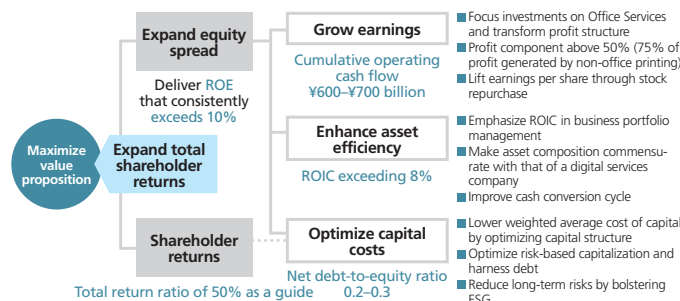 Maximize
value
proposition
Expand total
shareholder
returns
Expand equity
spread
Deliver ROE
that consistently
exceeds 10%
Shareholder
returns
Total return ratio of 50% as a guide
Grow earnings
Cumulative operating
cash flow
¥600–¥700 billion
Enhance asset
efficiency
ROIC exceeding 8%
Optimize capital
costs
Net debt-to-equity ratio
0.2–0.3
Focus investments on Office Services
and transform profit structure
Profit component above 50% (75% of
profit generated by non-office printing)
Lift earnings per share through stock
repurchase
Emphasize ROIC in business portfolio
management
Make asset composition commensu-
rate with that of a digital services
company
Improve cash conversion cycle
Lower weighted average cost of capital
by optimizing capital structure
Optimize risk-based capitalization and
harness debt
Reduce long-term risks by bolstering
ESG